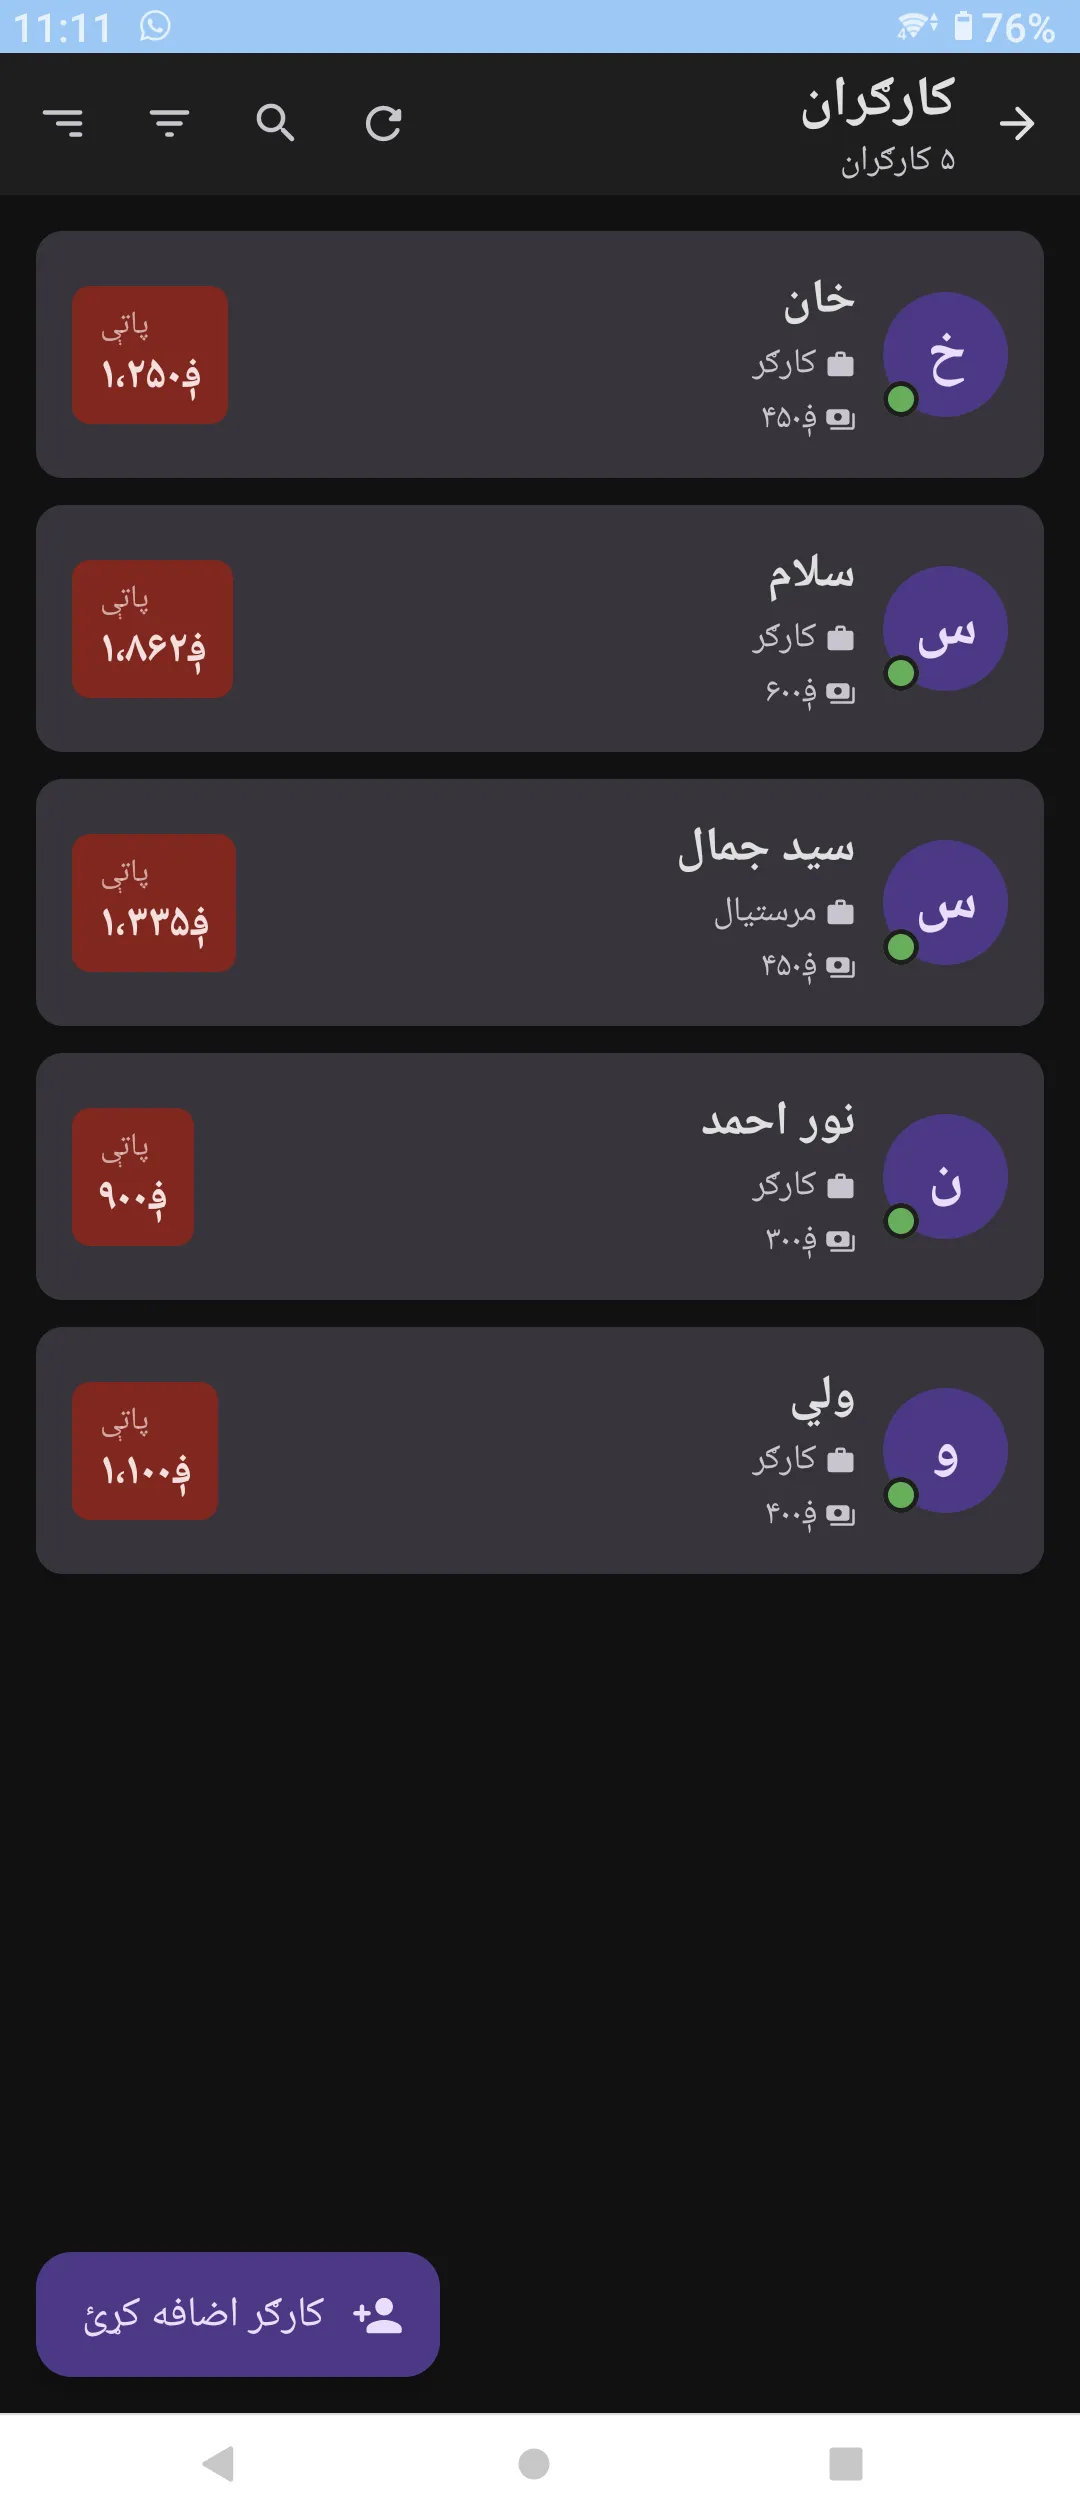 11:11
76%
کارګران
۵ کارګران
خ
خان
کارګر
؋۴۵۰
پاتې
؋۱،۲۵۰
س
سلام
کارګر
؋۶۰۰
پاتې
؋۱،۸۶۲
س
سید جمال
مرستیال
؋۴۵۰
پاتې
؋۱،۳۳۵
ن
نور احمد
کارګر
؋۳۰۰
پاتې
؋۹۰۰
و
ولي
کارګر
؋۴۰۰
پاتې
؋۱،۱۰۰
کارګر اضافه کړئ